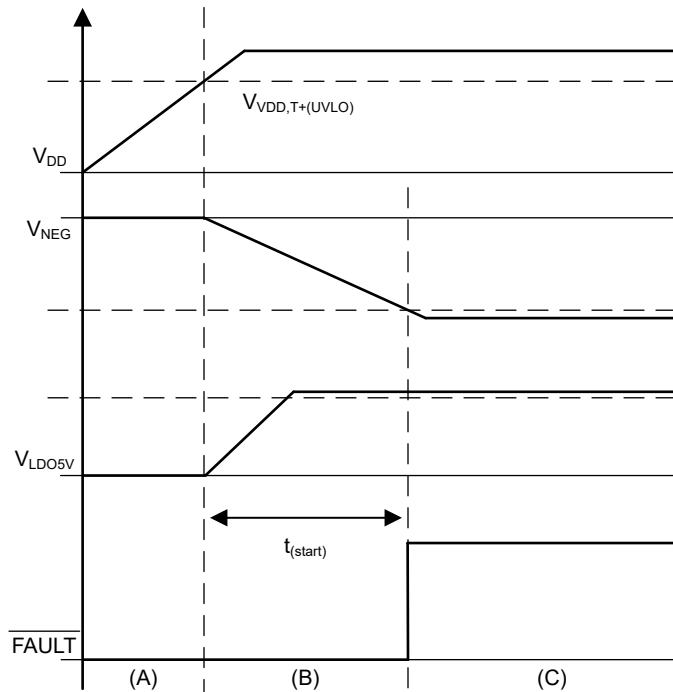 V_VDD,T+(UVLO)
V_DD
V_NEG
V_LDO5V
t_(start)
FAULT
(A) (B) (C)